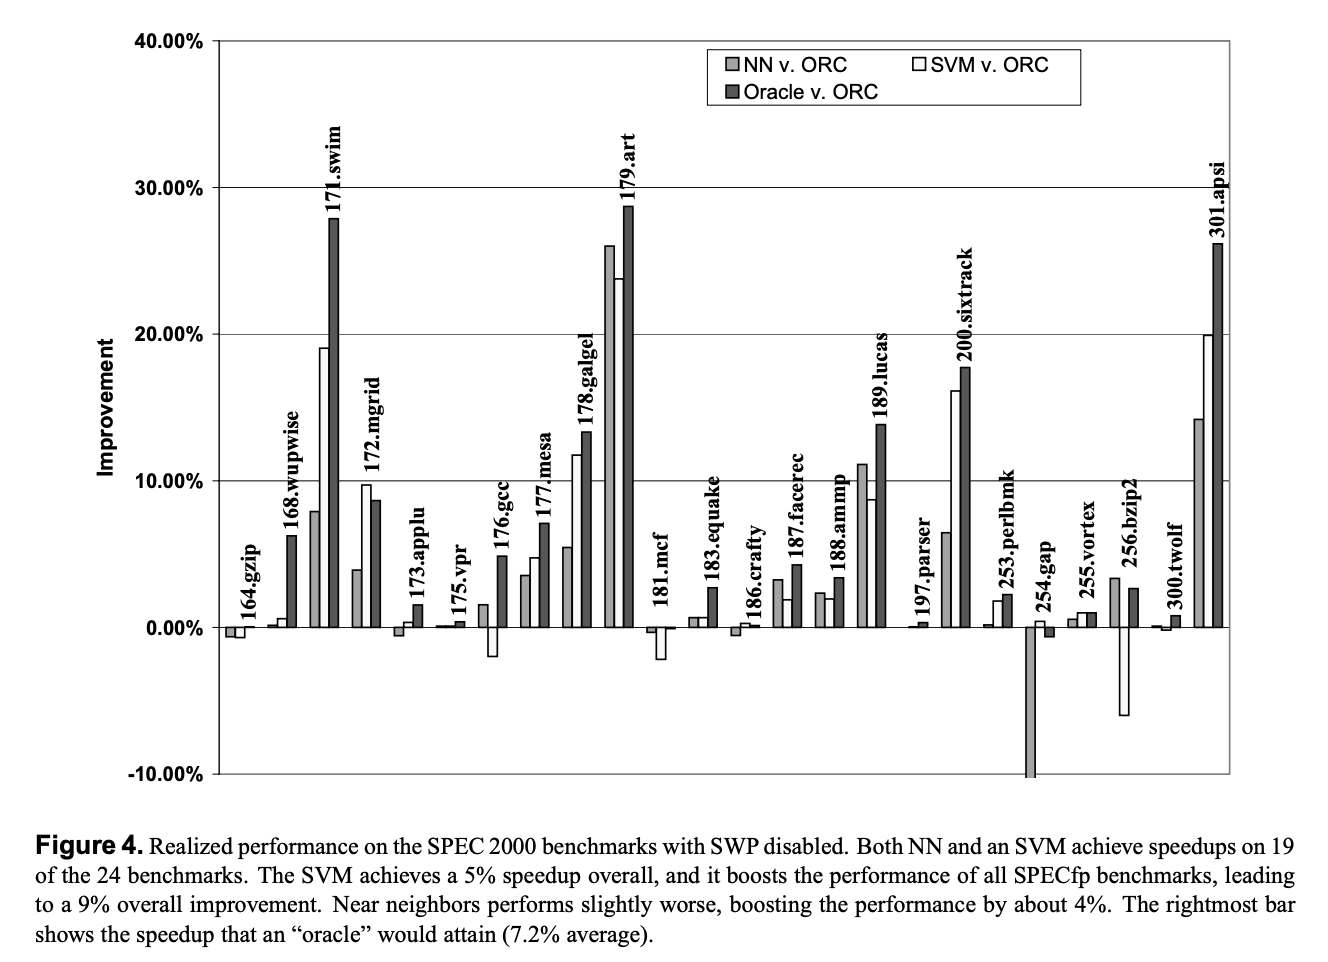 40.00%
30.00%
20.00%
10.00%
0.00%
-10.00%
Improvement
NN v. ORC
SVM v. ORC
Oracle v. ORC
164.gzip
168.wupwise
171.swim
172.mgrid
173.applu
175.vpr
176.gcc
177.mesa
178.galgel
179.art
181.mcf
183.equake
186.crafty
187.facerec
188.ammp
189.lucas
197.parser
200.sixtrack
253.perlbmk
254.gap
255.vortex
256.bzip2
300.twolf
301.apsi
Figure 4. Realized performance on the SPEC 2000 benchmarks with SWP disabled. Both NN and an SVM achieve speedups on 19
of the 24 benchmarks. The SVM achieves a 5% speedup overall, and it boosts the performance of all SPECfp benchmarks, leading
to a 9% overall improvement. Near neighbors performs slightly worse, boosting the performance by about 4%. The rightmost bar
shows the speedup that an “oracle” would attain (7.2% average).